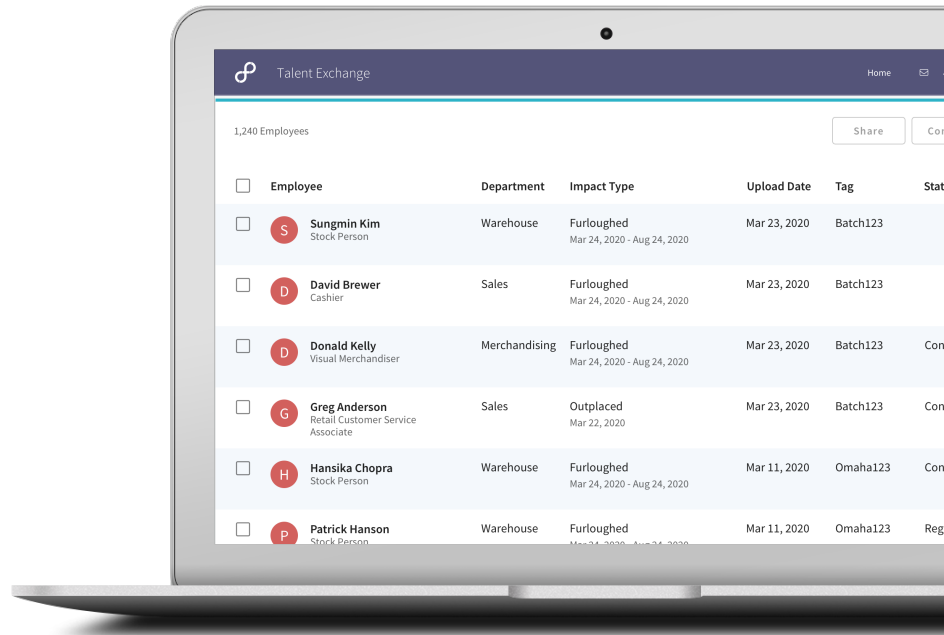 Talent Exchange
Home
1,240 Employees
Share
Employee Department Impact Type Upload Date Tag
S Sungmin Kim Warehouse Furloughed Mar 23, 2020 Batch123
Stock Person Mar 24, 2020 - Aug 24, 2020
D David Brewer Sales Furloughed Mar 23, 2020 Batch123
Cashier Mar 24, 2020 - Aug 24, 2020
D Donald Kelly Merchandising Furloughed Mar 23, 2020 Batch123
Visual Merchandiser Mar 24, 2020 - Aug 24, 2020
G Greg Anderson Sales Outplaced Mar 23, 2020 Batch123
Retail Customer Service Mar 22, 2020
Associate
H Hansika Chopra Warehouse Furloughed Mar 11, 2020 Omaha123
Stock Person Mar 24, 2020 - Aug 24, 2020
P Patrick Hanson Warehouse Furloughed Mar 11, 2020 Omaha123
Stock Person